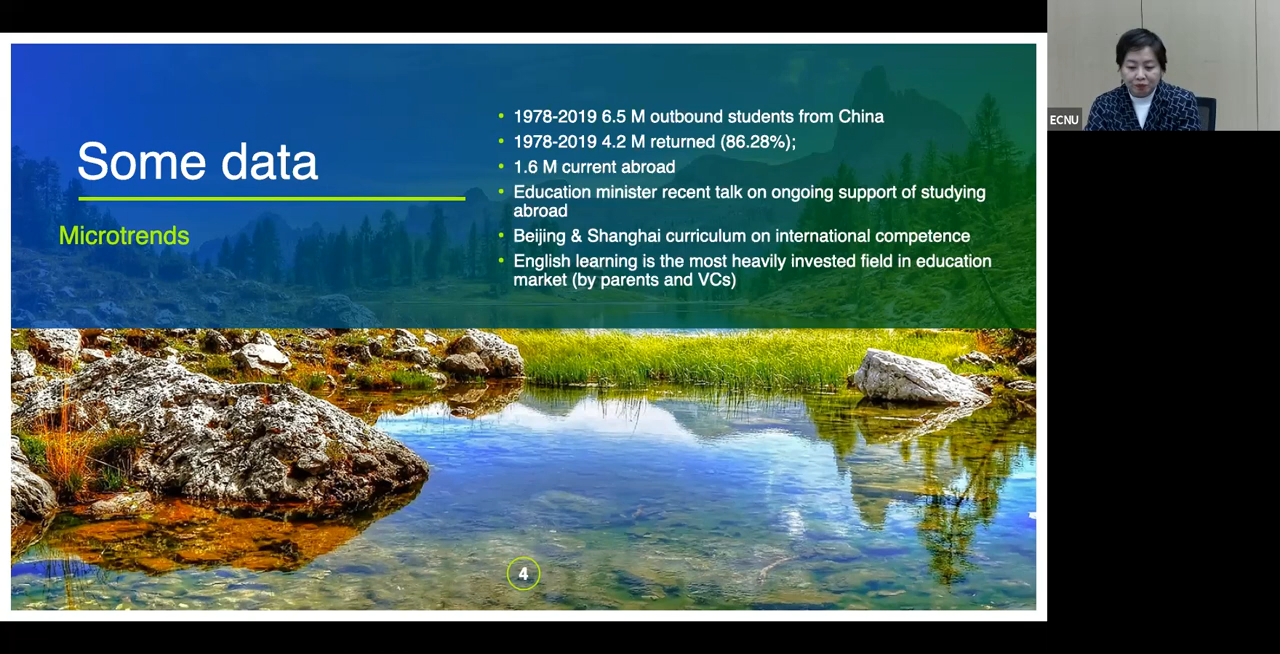 Some data
Microtrends
• 1978-2019 6.5 M outbound students from China
• 1978-2019 4.2 M returned (86.28%);
• 1.6 M current abroad
• Education minister recent talk on ongoing support of studying
abroad
• Beijing & Shanghai curriculum on international competence
• English learning is the most heavily invested field in education
market (by parents and VCs)
4
ECNU